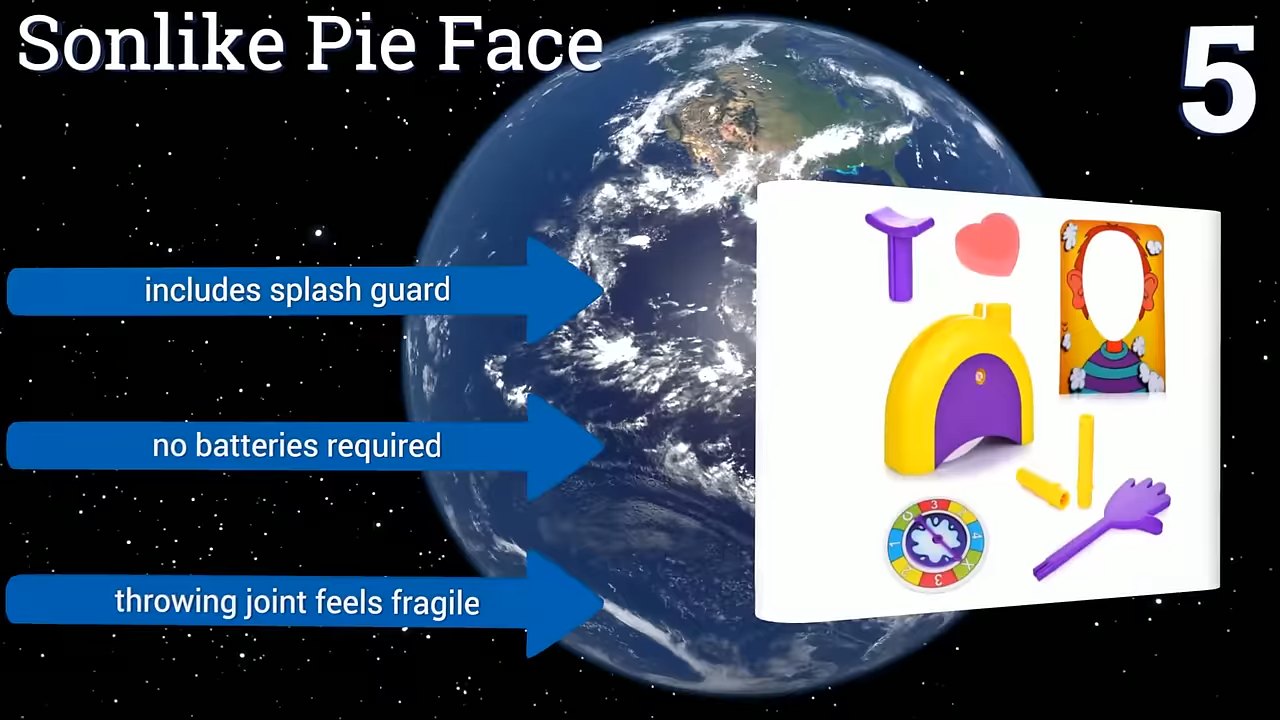 Sonlike Pie Face
5
includes splash guard
no batteries required
throwing joint feels fragile